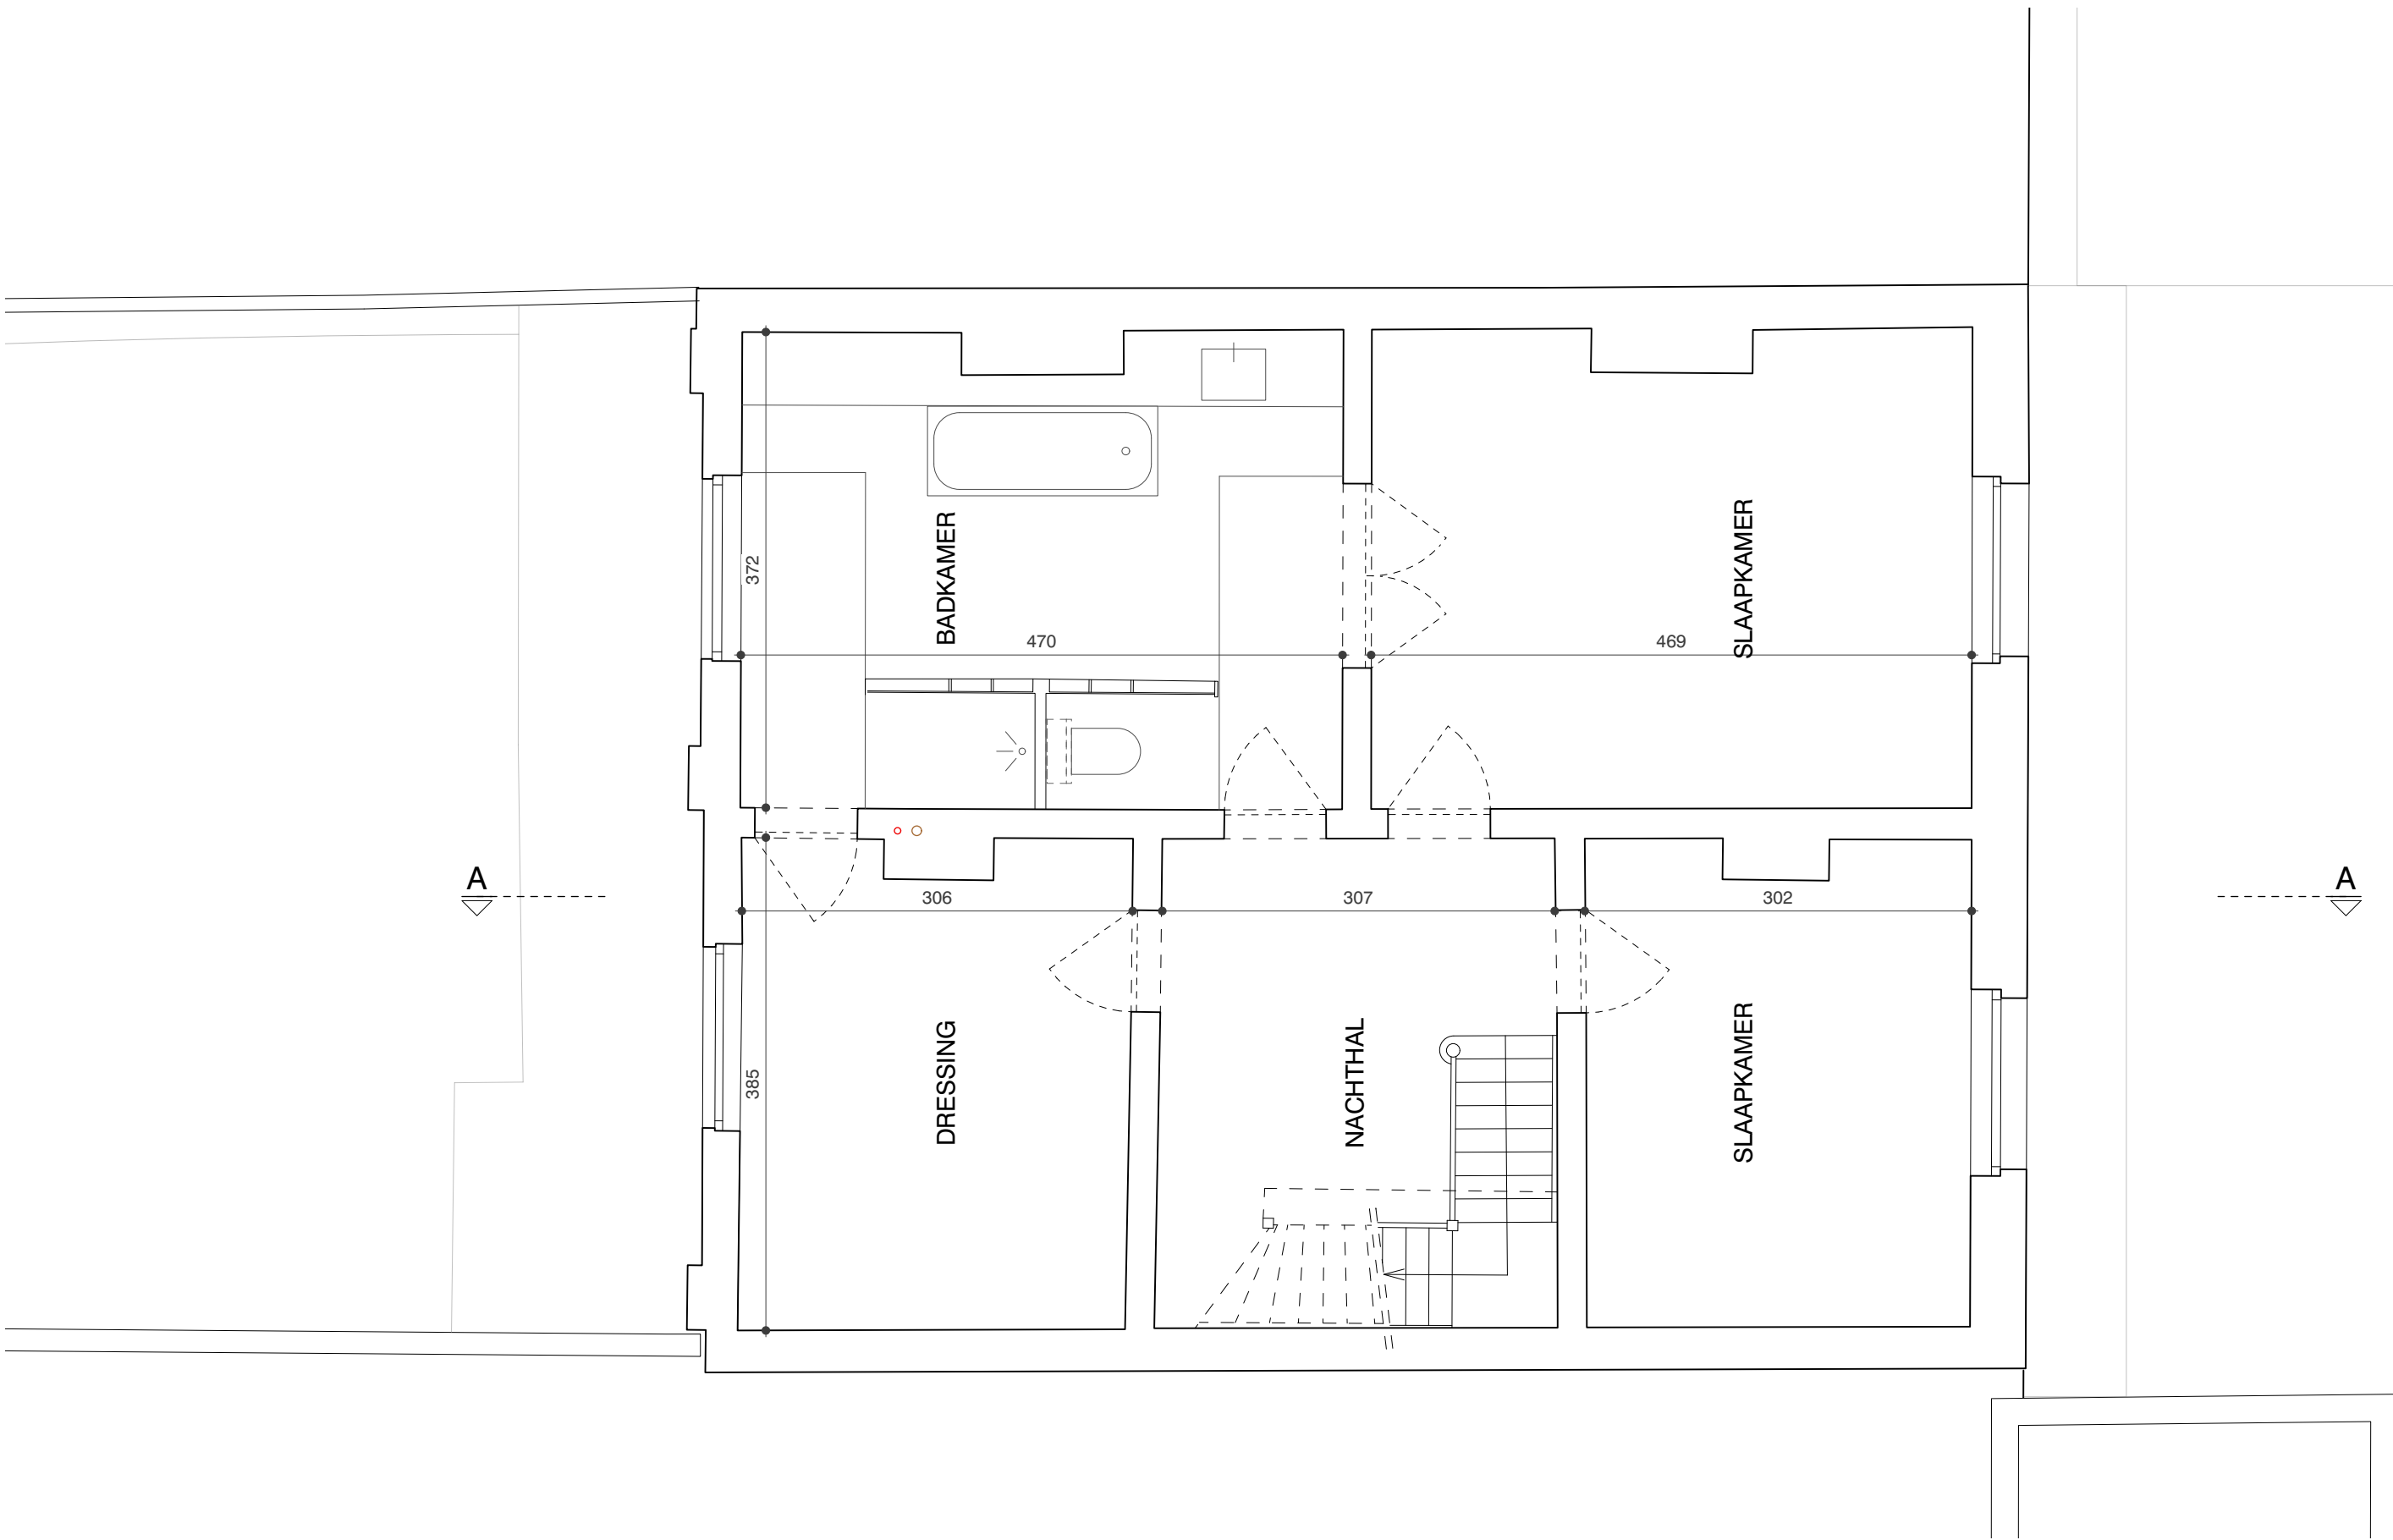 372
BADKAMER
470
SLAAPKAMER
469
A
306
307
302
A
385
DRESSING
NACHTHAL
SLAAPKAMER